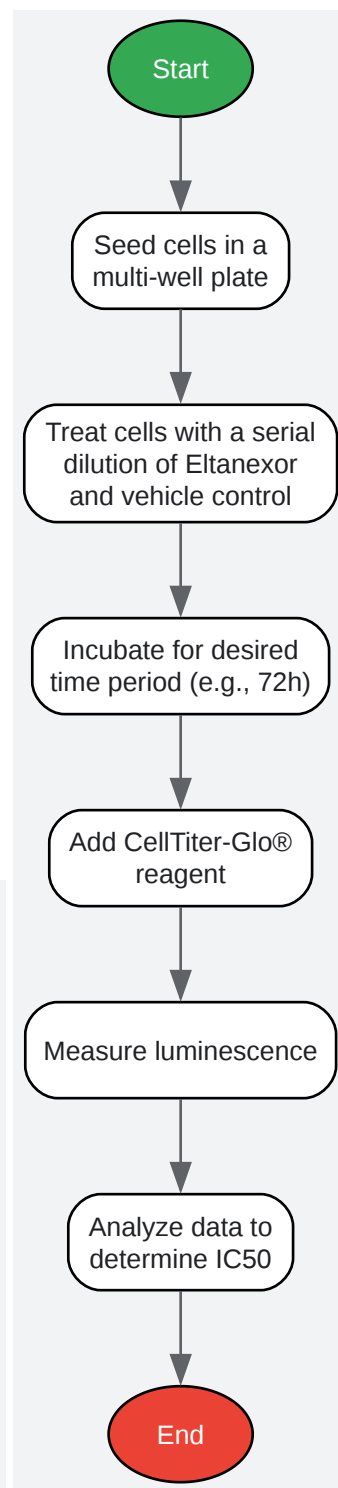 Start
Seed cells in a
multi-well plate
Treat cells with a serial
dilution of Eltanexor
and vehicle control
Incubate for desired
time period (e.g., 72h)
Add CellTiter-Glo®
reagent
Measure luminescence
Analyze data to
determine IC50
End